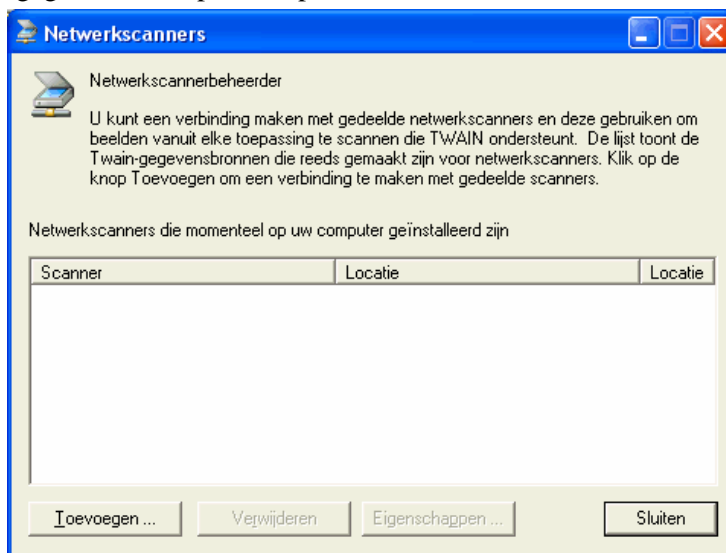 Netwerkscanners
Netwerkscannerbeheerder
U kunt een verbinding maken met gedeelde netwerkscanners en deze gebruiken om
beelden vanuit elke toepassing te scannen die TWAIN ondersteunt. De lijst toont de
Twain-gegevensbronnen die reeds gemaakt zijn voor netwerkscanners. Klik op de
knop Toevoegen om een verbinding te maken met gedeelde scanners.
Netwerkscanners die momenteel op uw computer geïnstalleerd zijn
Scanner Locatie Locatie
Toevoegen ... Verwijderen Eigenschappen ... Sluiten